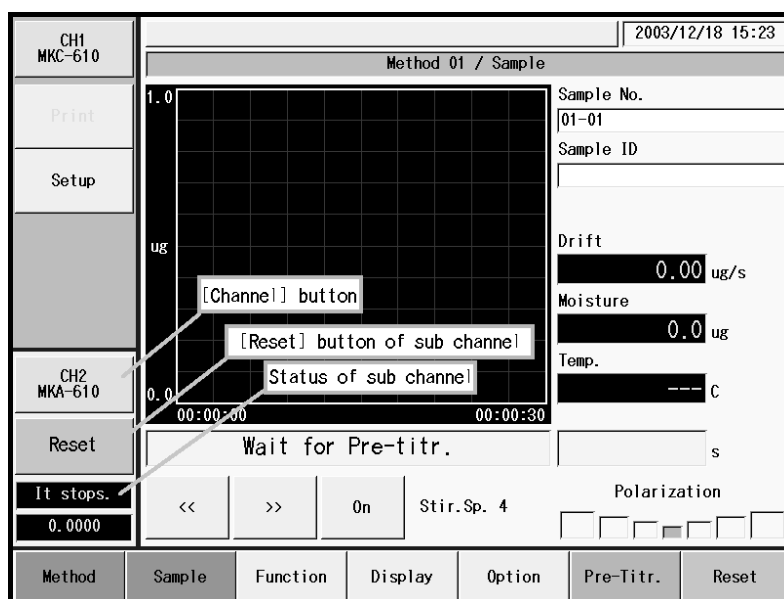 CH1
MKC-610
2003/12/18 15:23
Method 01 / Sample
Print
Setup
1.0
ug
0.0
00:00:00
00:00:30
Sample No.
01-01
Sample ID
Drift
0.00 ug/s
Moisture
0.0 ug
Temp.
--- C
[Channel] button
[Reset] button of sub channel
Status of sub channel
CH2
MKA-610
Reset
It stops.
0.0000
Wait for Pre-titr.
s
<<
>>
On
Stir.Sp. 4
Polarization
Method
Sample
Function
Display
Option
Pre-Titr.
Reset